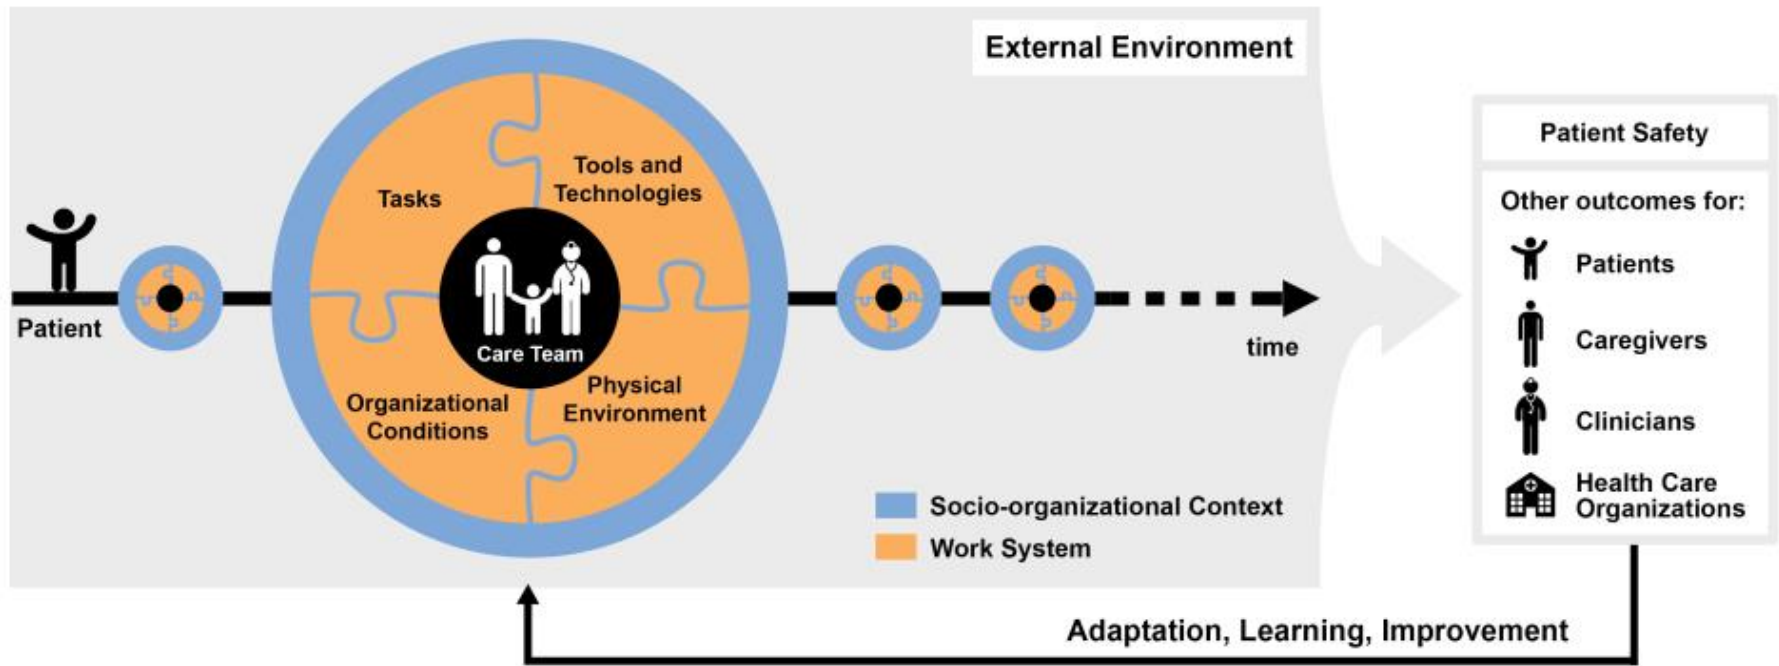 External Environment
Tasks
Tools and
Technologies
Patient
Care Team
Organizational
Conditions
Physical
Environment
time
Socio-organizational Context
Work System
Patient Safety
Other outcomes for:
Patients
Caregivers
Clinicians
Health Care
Organizations
Adaptation, Learning, Improvement